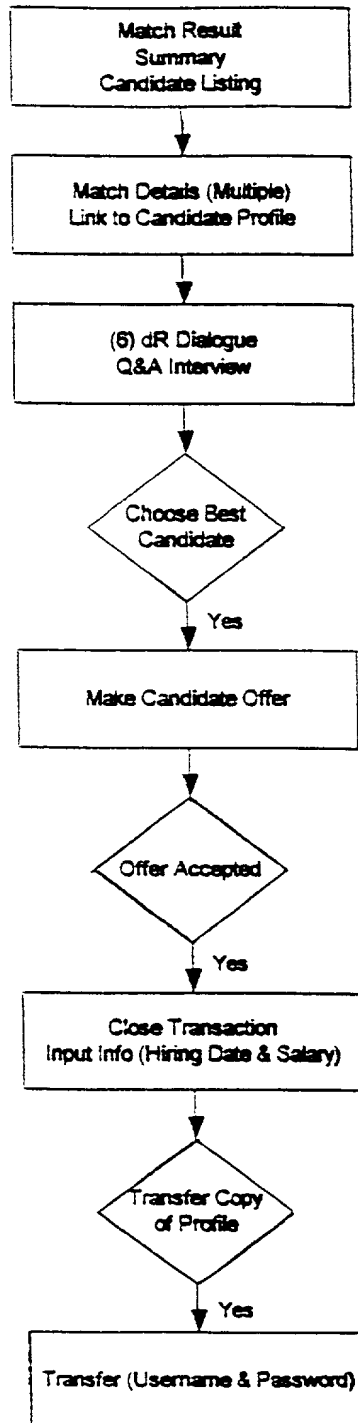 Match Result
Summary
Candidate Listing
Match Details (Multiple)
Link to Candidate Profile
(6) dR Dialogue
Q&A Interview
Choose Best
Candidate
Yes
Make Candidate Offer
Offer Accepted
Yes
Close Transaction
Input Info (Hiring Date & Salary)
Transfer Copy
of Profile
Yes
Transfer (Username & Password)